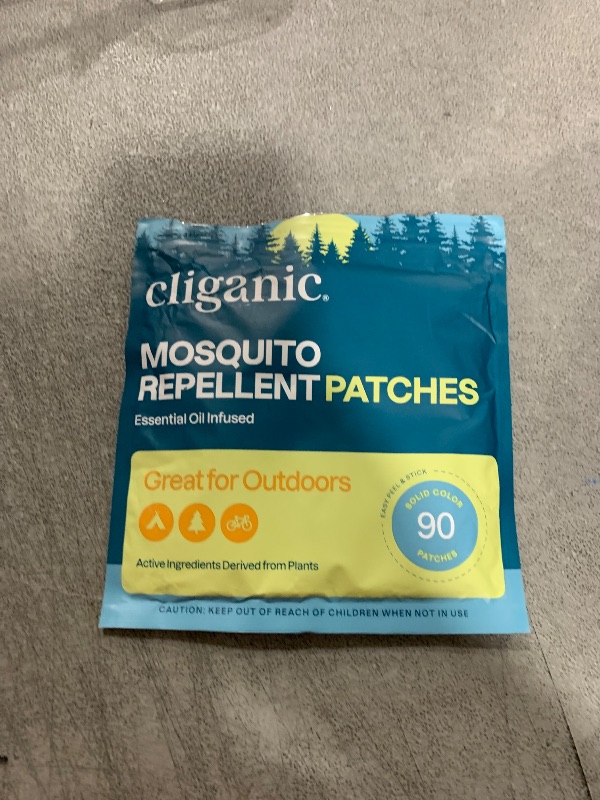 cliganic®
MOSQUITO
REPELLENT PATCHES
Essential Oil Infused
Great for Outdoors
EASY PEEL & STICK
SOLID COLOR
90
PATCHES
Active Ingredients Derived from Plants
CAUTION: KEEP OUT OF REACH OF CHILDREN WHEN NOT IN USE